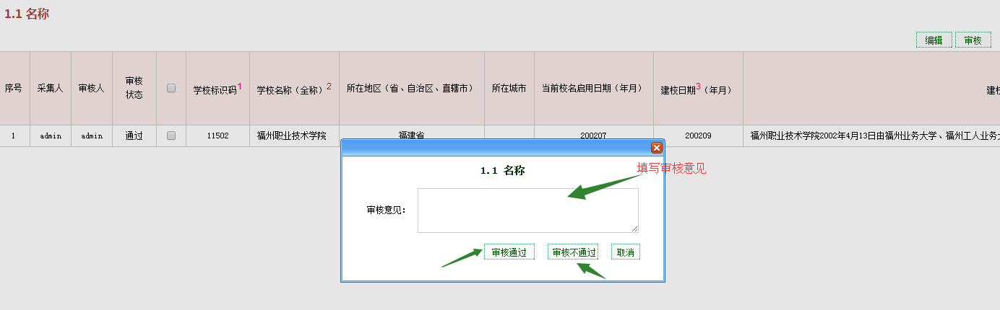 1.1 名称
编辑 审核
序号 采集人 审核人 审核状态 学校标识码1 学校名称（全称）2 所在地区（省、自治区、直辖市） 所在城市 当前校名启用日期（年月） 建校日期3（年月）
1 admin admin 通过 11502 福州职业技术学院 福建省 200207 200209 福州职业技术学院2002年4月13日由福州业务大学、福州工人业务
填写审核意见
1.1 名称
审核意见：
审核通过 审核不通过 取消